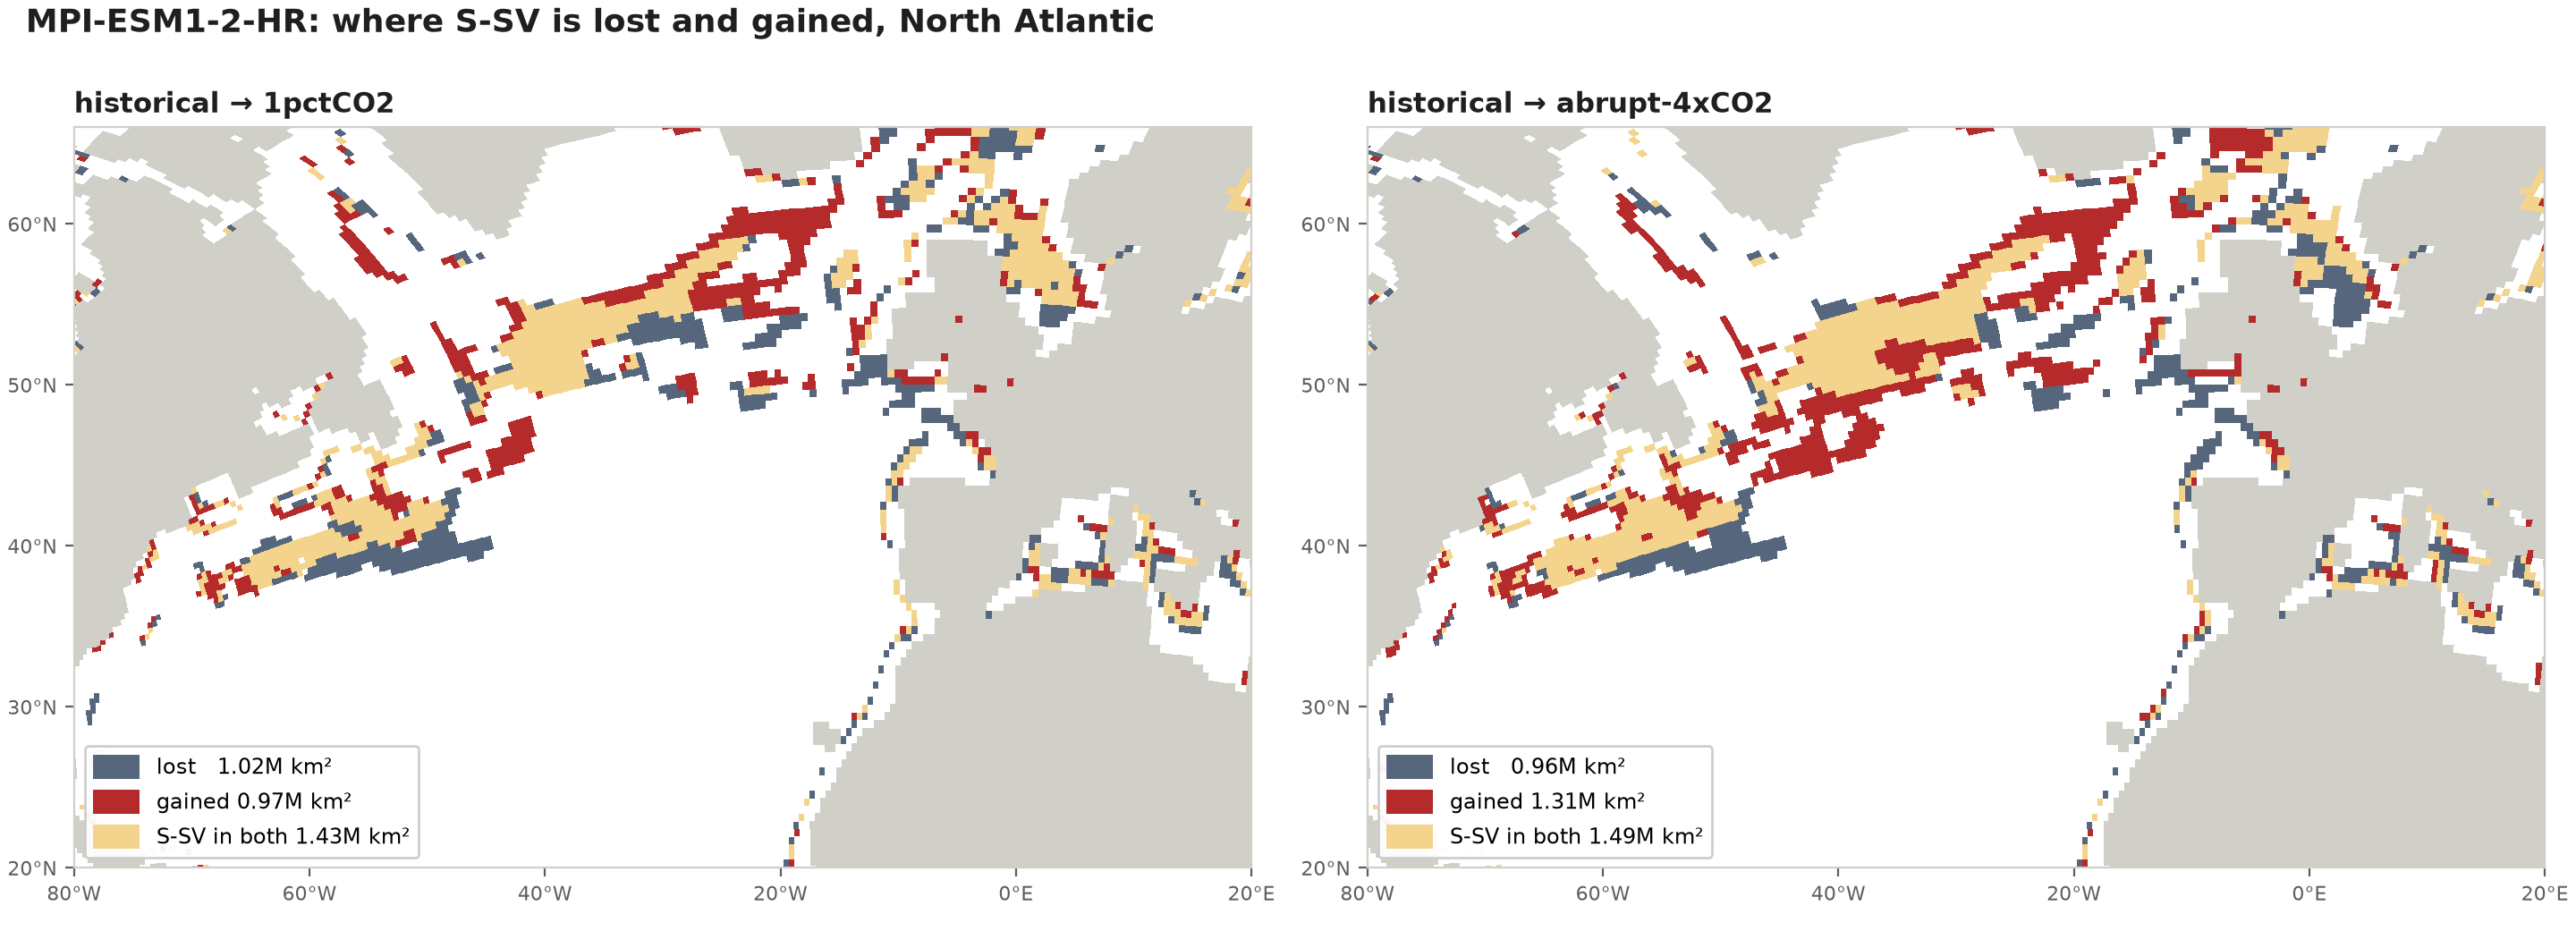 MPI-ESM1-2-HR: where S-SV is lost and gained, North Atlantic
historical → 1pctCO2
60°N
50°N
40°N
30°N
20°N
80°W
60°W
40°W
20°W
0°E
20°E
lost 1.02M km²
gained 0.97M km²
S-SV in both 1.43M km²
historical → abrupt-4xCO2
60°N
50°N
40°N
30°N
20°N
80°W
60°W
40°W
20°W
0°E
20°E
lost 0.96M km²
gained 1.31M km²
S-SV in both 1.49M km²